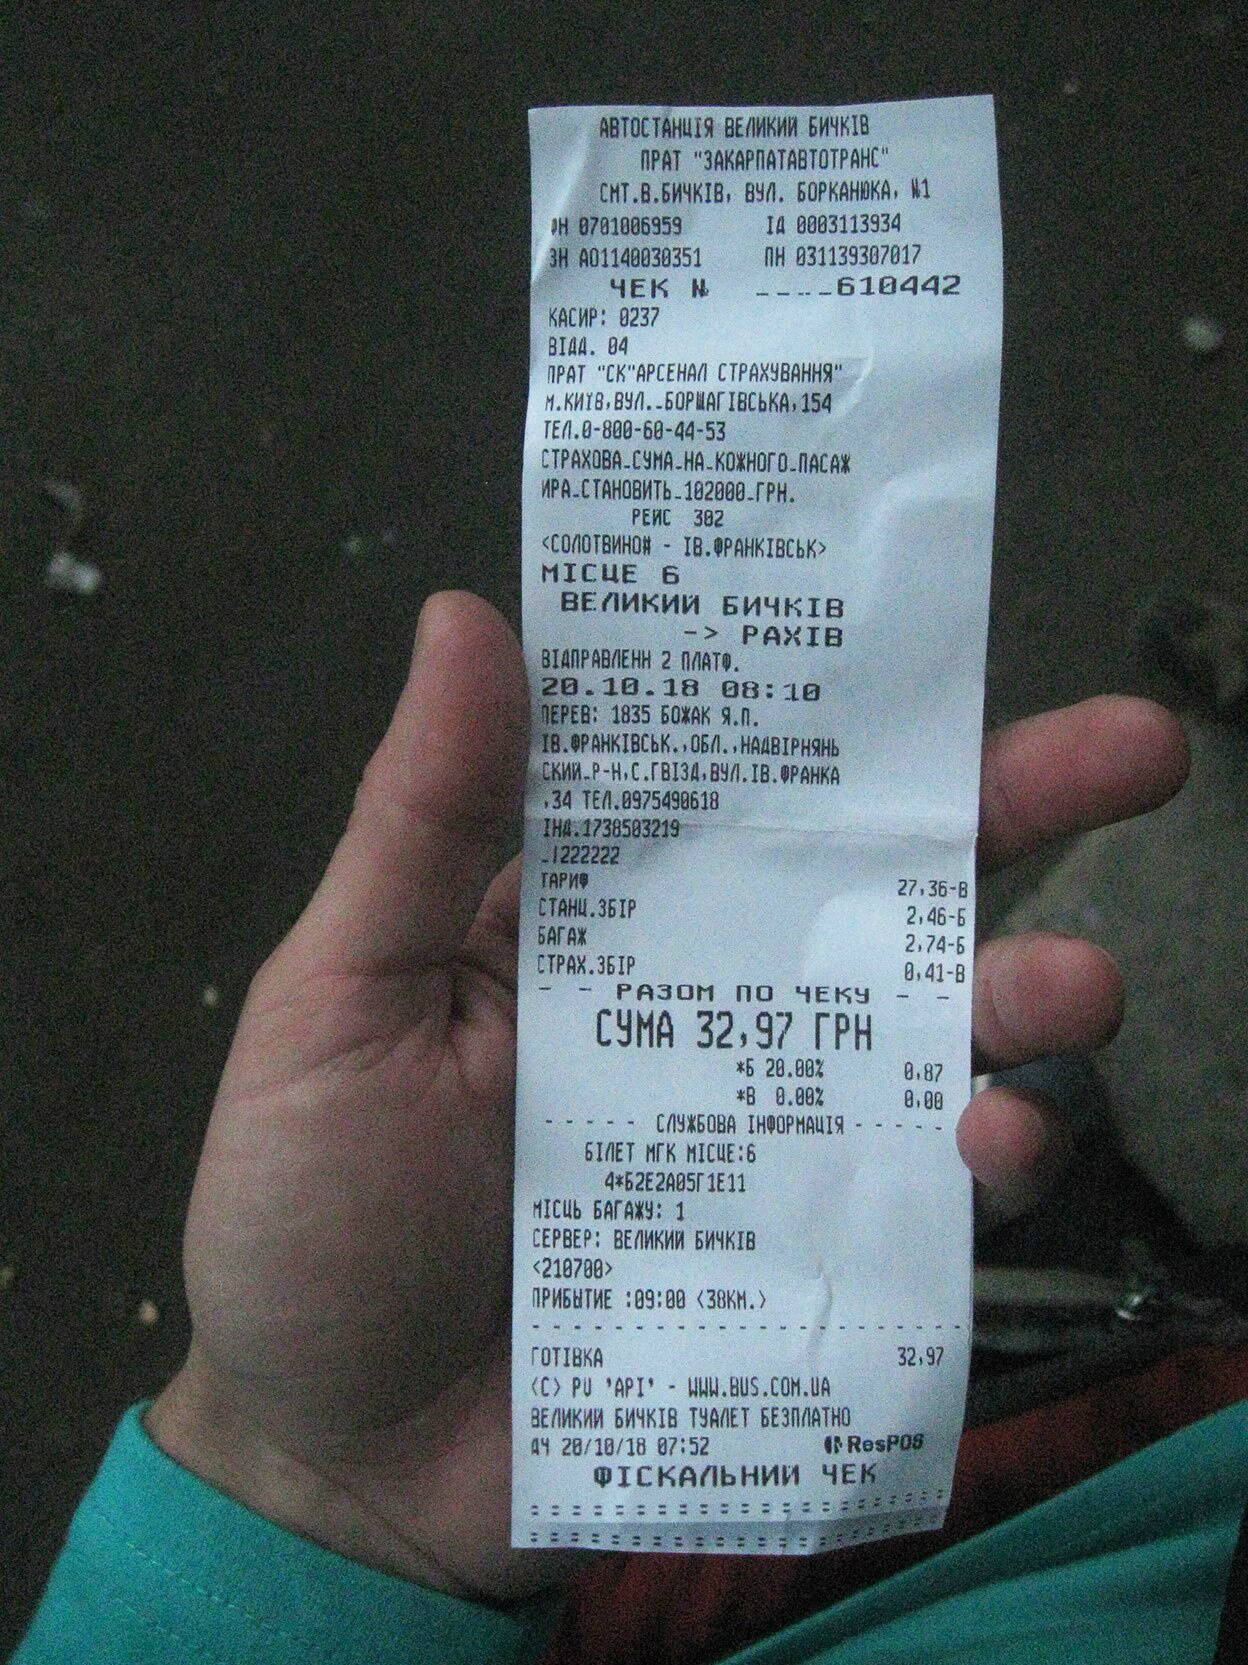 АВТОСТАНЦІЯ ВЕЛИКИЙ БИЧКІВ
ПРАТ "ЗАКАРПАТАВТОТРАНС"
СМТ.В.БИЧКІВ, ВУЛ. БОРКАНЮКА, №1
ФН 0701006959 ІД 0003113934
ЗН АО1140030351 ПН 031139307017
ЧЕК № ____610442
КАСИР: 0237
ВІДД. 04
ПРАТ "СК"АРСЕНАЛ СТРАХУВАННЯ"
М.КИЇВ,ВУЛ._БОРЩАГІВСЬКА,154
ТЕЛ.0-800-60-44-53
СТРАХОВА_СУМА_НА_КОЖНОГО_ПАСАЖ
ИРА_СТАНОВИТЬ_102000_ГРН.
РЕЙС 302
<СОЛОТВИНО# - ІВ.ФРАНКІВСЬК>
МІСЦЕ 6
ВЕЛИКИЙ БИЧКІВ
-> РАХІВ
ВІДПРАВЛЕНН 2 ПЛАТФ.
20.10.18 08:10
ПЕРЕВ: 1835 БОЖАК Я.П.
ІВ.ФРАНКІВСЬК.,ОБЛ.,НАДВІРНЯНЬ
СКИЙ_Р-Н,С.ГВІЗД,ВУЛ.ІВ.ФРАНКА
,34 ТЕЛ.0975490618
ІНД.1738503219
_1222222
ТАРИФ 27,36-В
СТАНЦ.ЗБІР 2,46-Б
БАГАЖ 2,74-Б
СТРАХ.ЗБІР 0,41-В
- - РАЗОМ ПО ЧЕКУ - -
СУМА 32,97 ГРН
*Б 20.00% 0,87
*В 0.00% 0,00
- - - - - СЛУЖБОВА ІНФОРМАЦІЯ - - - - -
БІЛЕТ МГК МІСЦЕ:6
4*Б2Е2А05Г1Е11
МІСЦЬ БАГАЖУ: 1
СЕРВЕР: ВЕЛИКИЙ БИЧКІВ
<210700>
ПРИБЫТИЕ :09:00 <38КМ.>
ГОТІВКА 32,97
(C) PU 'API' - WWW.BUS.COM.UA
ВЕЛИКИЙ БИЧКІВ ТУАЛЕТ БЕЗПЛАТНО
ДЧ 20/10/18 07:52 ResPOS
ФІСКАЛЬНИЙ ЧЕК